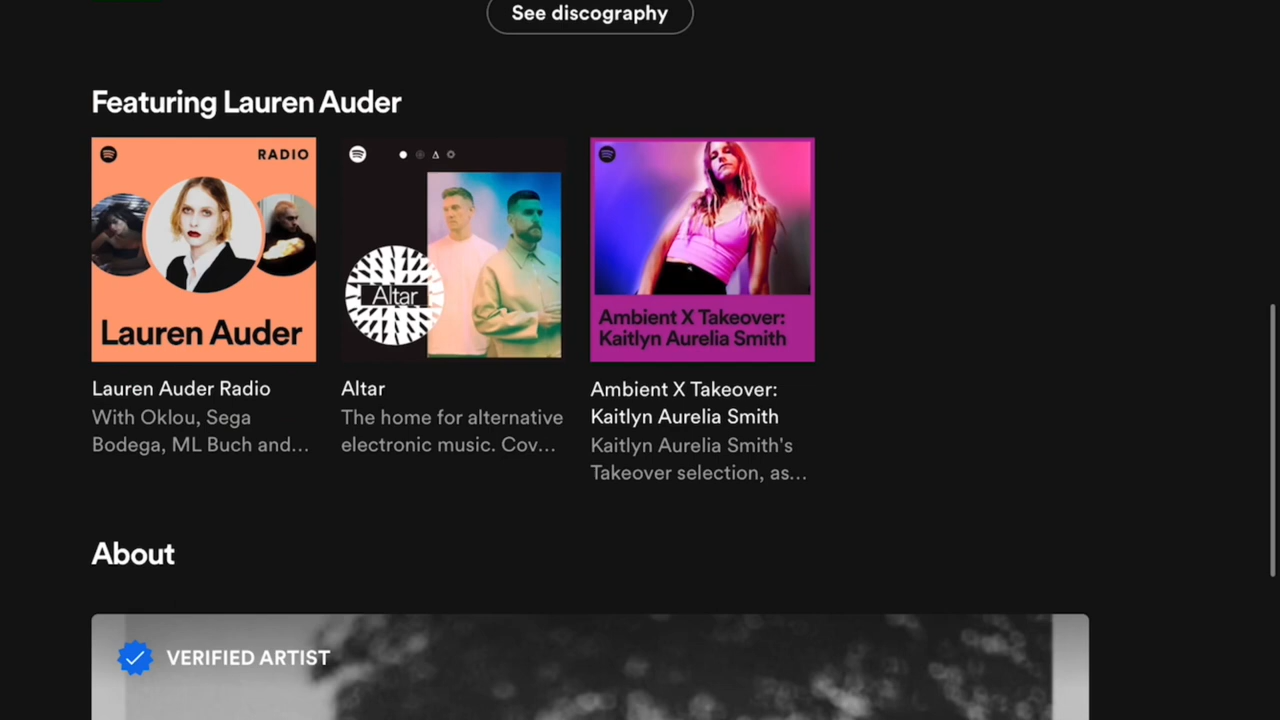 See discography
Featuring Lauren Auder
RADIO
Lauren Auder
Altar
Ambient X Takeover:
Kaitlyn Aurelia Smith
Lauren Auder Radio
With Oklou, Sega
Bodega, ML Buch and...
Altar
The home for alternative
electronic music. Cov...
Ambient X Takeover:
Kaitlyn Aurelia Smith
Kaitlyn Aurelia Smith's
Takeover selection, as...
About
VERIFIED ARTIST